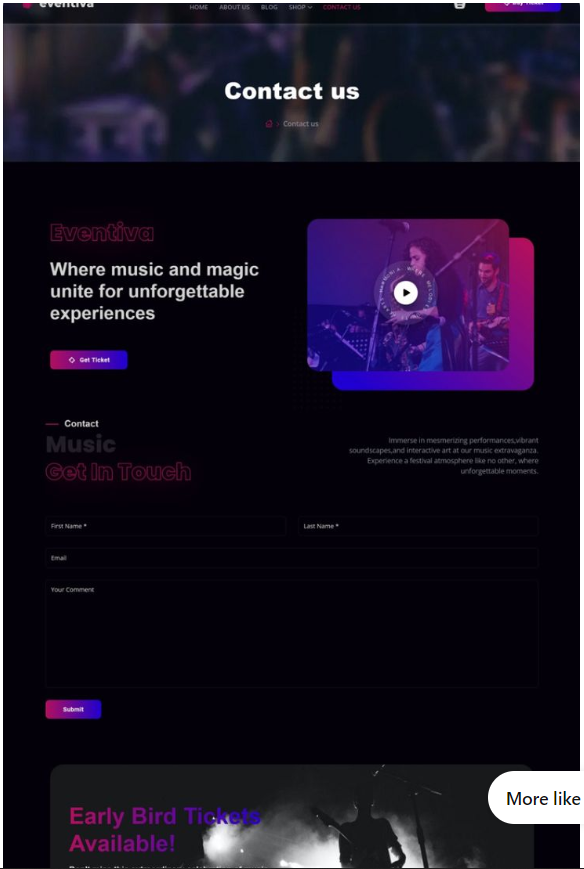 eventiva
HOME ABOUT US BLOG SHOP CONTACT US
Buy Ticket
Contact us
Contact us
Eventiva
Where music and magic
unite for unforgettable
experiences
Get Ticket
Contact
Music
Get In Touch
Immerse in mesmerizing performances,vibrant
soundscapes,and interactive art at our music extravaganza.
Experience a festival atmosphere like no other, where
unforgettable moments.
First Name * Last Name *
Email
Your Comment
Submit
More like
Early Bird Tickets
Available!